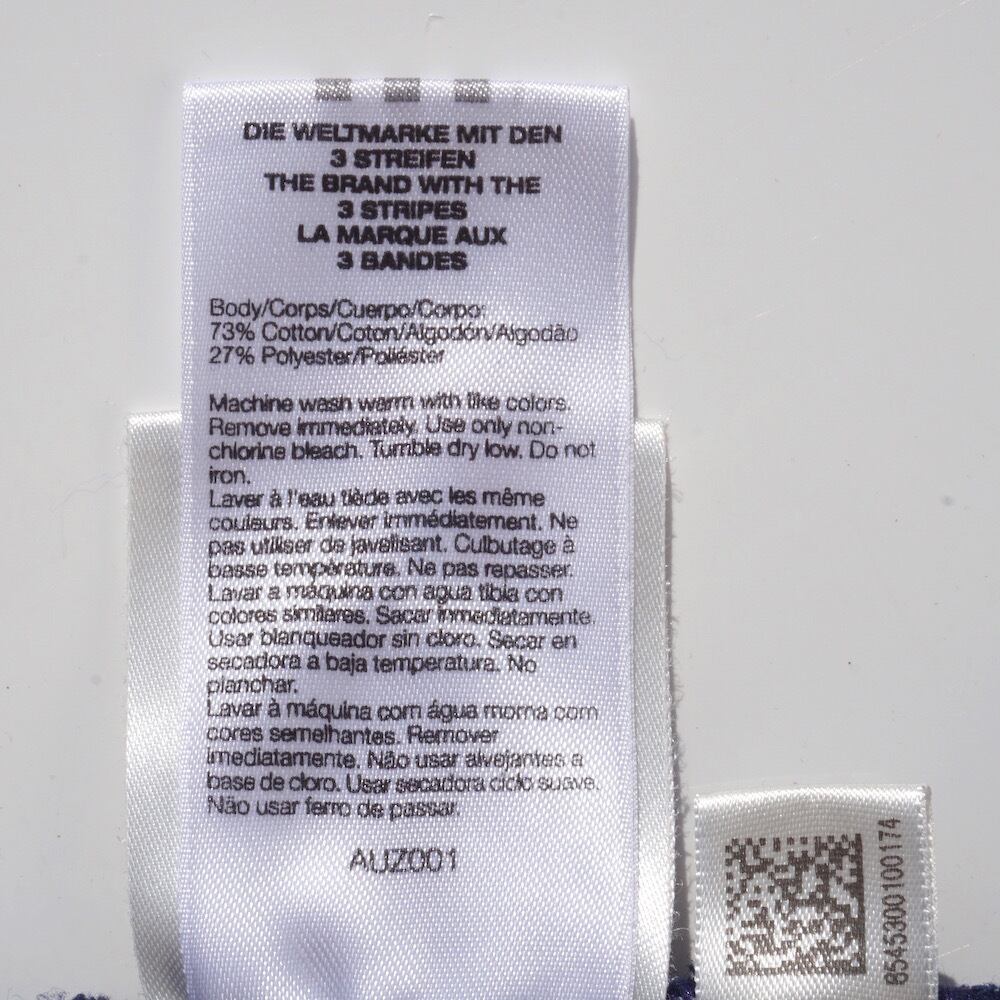 DIE WELTMARKE MIT DEN
3 STREIFEN
THE BRAND WITH THE
3 STRIPES
LA MARQUE AUX
3 BANDES
Body/Corps/Cuerpo/Corpo:
73% Cotton/Coton/Algodón/Algodão
27% Polyester/Poliéster
Machine wash warm with like colors.
Remove immediately. Use only non-
chlorine bleach. Tumble dry low. Do not
iron.
Laver à l'eau tiède avec les même
couleurs. Enlever immédiatement. Ne
pas utiliser de javelisant. Culbutage à
basse température. Ne pas repasser.
Lavar a máquina con agua tibia con
colores similares. Sacar inmediatamente.
Usar blanqueador sin cloro. Secar en
secadora a baja temperatura. No
planchar.
Lavar à máquina com água morna com
cores semelhantes. Remover
imediatamente. Não usar alvejantes a
base de cloro. Usar secadora ciclo suave.
Não usar ferro de passar.
AUZ001
6545300100174